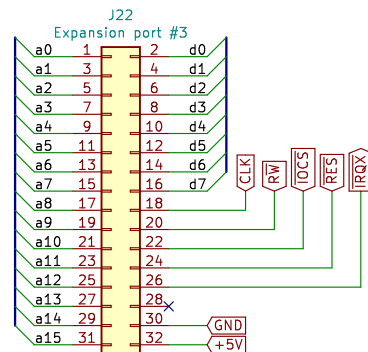 J22
Expansion port #3
a0 1 2 d0
a1 3 4 d1
a2 5 6 d2
a3 7 8 d3
a4 9 10 d4
a5 11 12 d5
a6 13 14 d6
a7 15 16 d7
a8 17 18 CLK
a9 19 20 RW
a10 21 22 IOCS
a11 23 24 RES
a12 25 26 IRQX
a13 27 28
a14 29 30 GND
a15 31 32 +5V